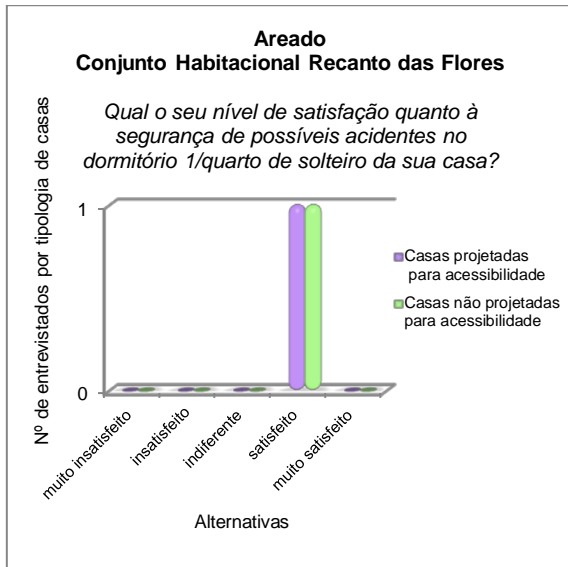 Areado
Conjunto Habitacional Recanto das Flores
Qual o seu nível de satisfação quanto à
segurança de possíveis acidentes no
dormitório 1/quarto de solteiro da sua casa?
Nº de entrevistados por tipologia de casas
1
0
muito insatisfeito
insatisfeito
indiferente
satisfeito
muito satisfeito
Alternativas
Casas projetadas
para acessibilidade
Casas não projetadas
para acessibilidade